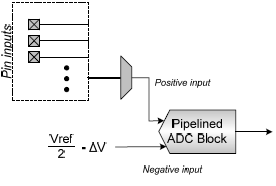 Pin inputs
Positive input
Pipelined
ADC Block
Vref
2 - ΔV
Negative input